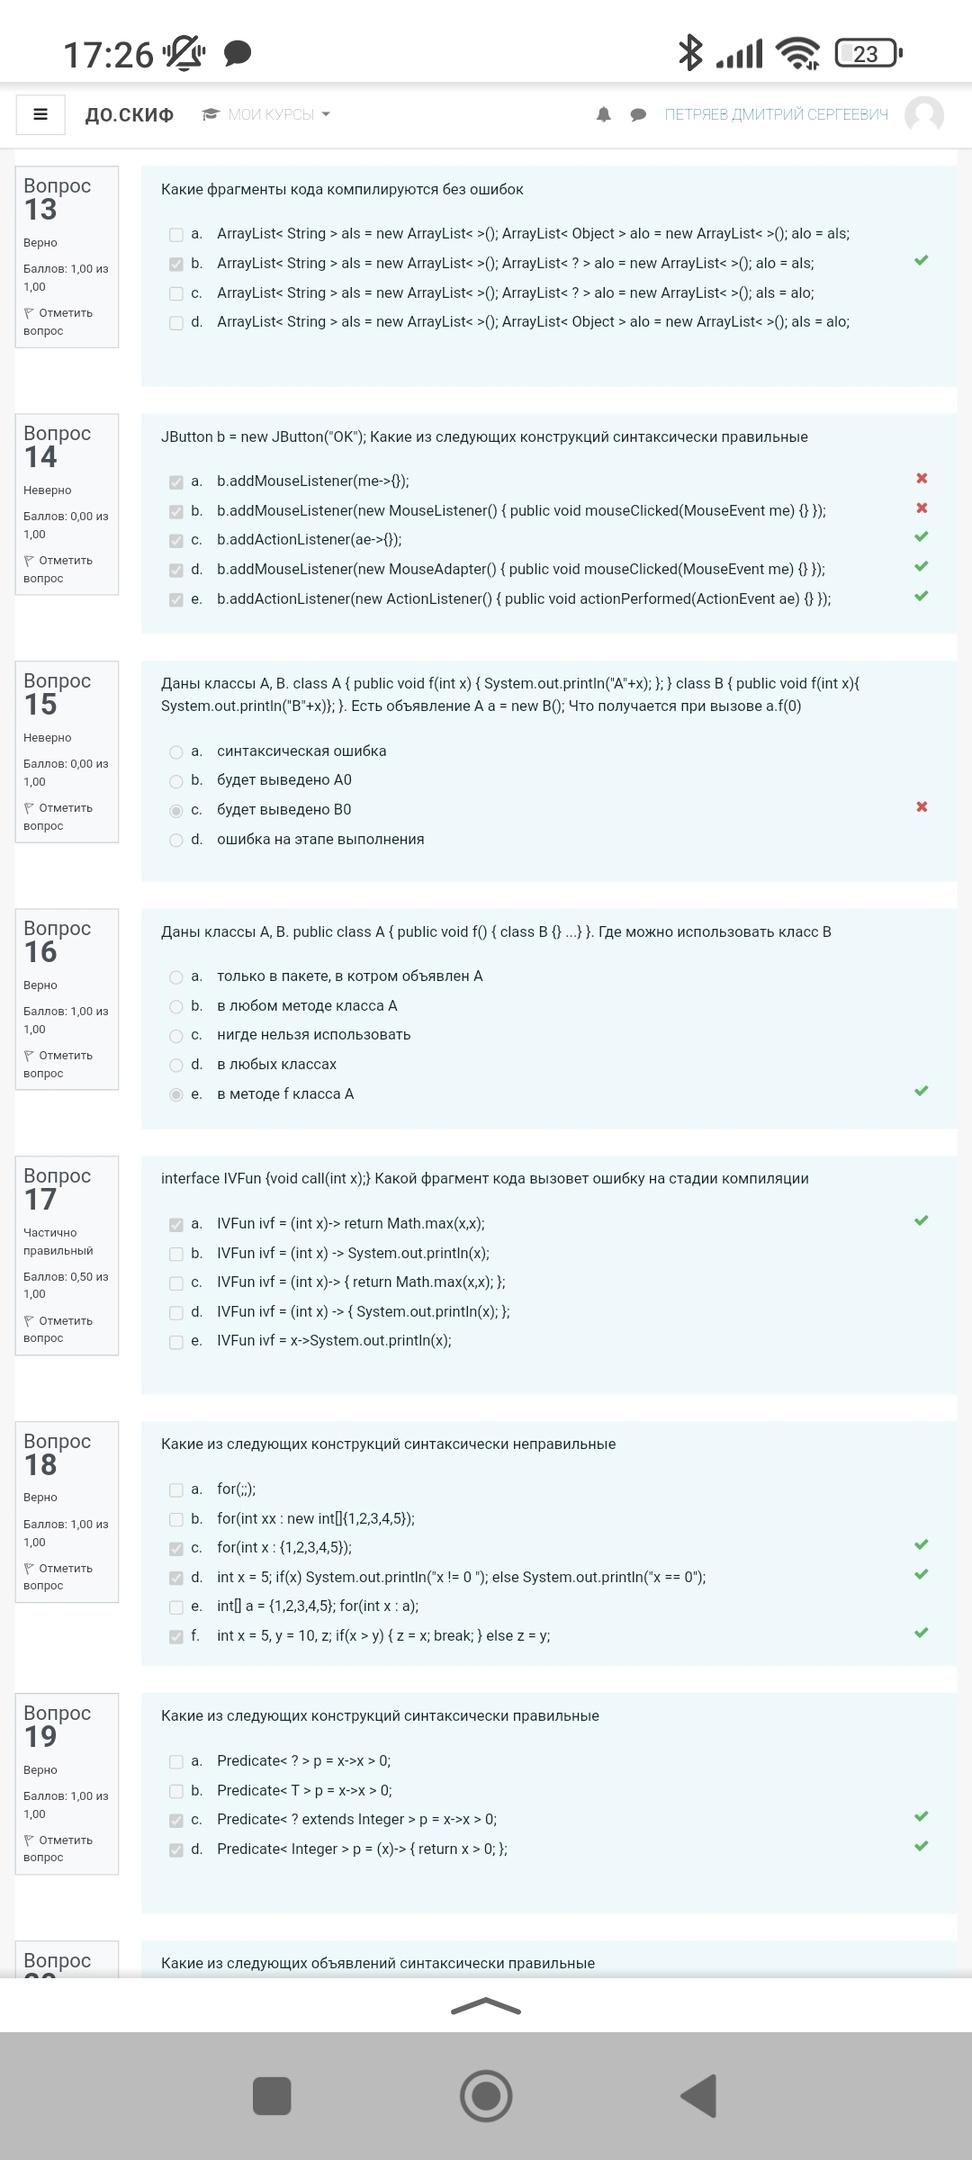 17:26
23
ДО.СКИФ
МОИ КУРСЫ
ПЕТРЯЕВ ДМИТРИЙ СЕРГЕЕВИЧ
Вопрос
13
Верно
Баллов: 1,00 из
1,00
Отметить
вопрос
Какие фрагменты кода компилируются без ошибок
a. ArrayList< String > als = new ArrayList< >(); ArrayList< Object > alo = new ArrayList< >(); alo = als;
b. ArrayList< String > als = new ArrayList< >(); ArrayList< ? > alo = new ArrayList< >(); alo = als;
c. ArrayList< String > als = new ArrayList< >(); ArrayList< ? > alo = new ArrayList< >(); als = alo;
d. ArrayList< String > als = new ArrayList< >(); ArrayList< Object > alo = new ArrayList< >(); als = alo;
Вопрос
14
Неверно
Баллов: 0,00 из
1,00
Отметить
вопрос
JButton b = new JButton("OK"); Какие из следующих конструкций синтаксически правильные
a. b.addMouseListener(me->{});
b. b.addMouseListener(new MouseListener() { public void mouseClicked(MouseEvent me) {} });
c. b.addActionListener(ae->{});
d. b.addMouseListener(new MouseAdapter() { public void mouseClicked(MouseEvent me) {} });
e. b.addActionListener(new ActionListener() { public void actionPerformed(ActionEvent ae) {} });
Вопрос
15
Неверно
Баллов: 0,00 из
1,00
Отметить
вопрос
Даны классы A, B. class A { public void f(int x) { System.out.println("A"+x); }; } class B { public void f(int x){
System.out.println("B"+x)}; }. Есть объявление A a = new B(); Что получается при вызове a.f(0)
a. синтаксическая ошибка
b. будет выведено A0
c. будет выведено B0
d. ошибка на этапе выполнения
Вопрос
16
Верно
Баллов: 1,00 из
1,00
Отметить
вопрос
Даны классы A, B. public class A { public void f() { class B {} ...} }. Где можно использовать класс B
a. только в пакете, в котром объявлен A
b. в любом методе класса A
c. нигде нельзя использовать
d. в любых классах
e. в методе f класса A
Вопрос
17
Частично
правильный
Баллов: 0,50 из
1,00
Отметить
вопрос
interface IVFun {void call(int x);} Какой фрагмент кода вызовет ошибку на стадии компиляции
a. IVFun ivf = (int x)-> return Math.max(x,x);
b. IVFun ivf = (int x) -> System.out.println(x);
c. IVFun ivf = (int x)-> { return Math.max(x,x); };
d. IVFun ivf = (int x) -> { System.out.println(x); };
e. IVFun ivf = x->System.out.println(x);
Вопрос
18
Верно
Баллов: 1,00 из
1,00
Отметить
вопрос
Какие из следующих конструкций синтаксически неправильные
a. for(;;);
b. for(int xx : new int[]{1,2,3,4,5});
c. for(int x : {1,2,3,4,5});
d. int x = 5; if(x) System.out.println("x != 0 "); else System.out.println("x == 0");
e. int[] a = {1,2,3,4,5}; for(int x : a);
f. int x = 5, y = 10, z; if(x > y) { z = x; break; } else z = y;
Вопрос
19
Верно
Баллов: 1,00 из
1,00
Отметить
вопрос
Какие из следующих конструкций синтаксически правильные
a. Predicate< ? > p = x->x > 0;
b. Predicate< T > p = x->x > 0;
c. Predicate< ? extends Integer > p = x->x > 0;
d. Predicate< Integer > p = (x)-> { return x > 0; };
Вопрос
Какие из следующих объявлений синтаксически правильные